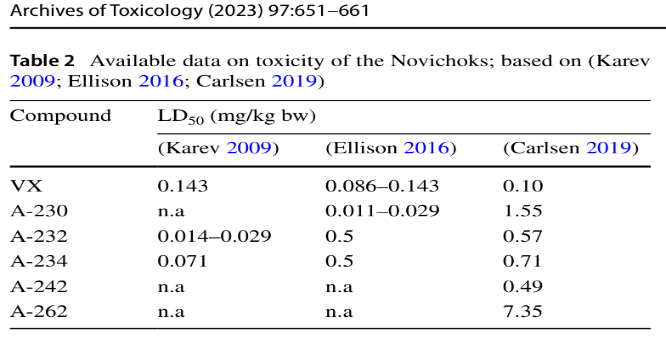 Archives of Toxicology (2023) 97:651–661
Table 2 Available data on toxicity of the Novichoks; based on (Karev
2009; Ellison 2016; Carlsen 2019)
Compound LD50 (mg/kg bw)
(Karev 2009) (Ellison 2016) (Carlsen 2019)
VX 0.143 0.086–0.143 0.10
A-230 n.a 0.011–0.029 1.55
A-232 0.014–0.029 0.5 0.57
A-234 0.071 0.5 0.71
A-242 n.a n.a 0.49
A-262 n.a n.a 7.35